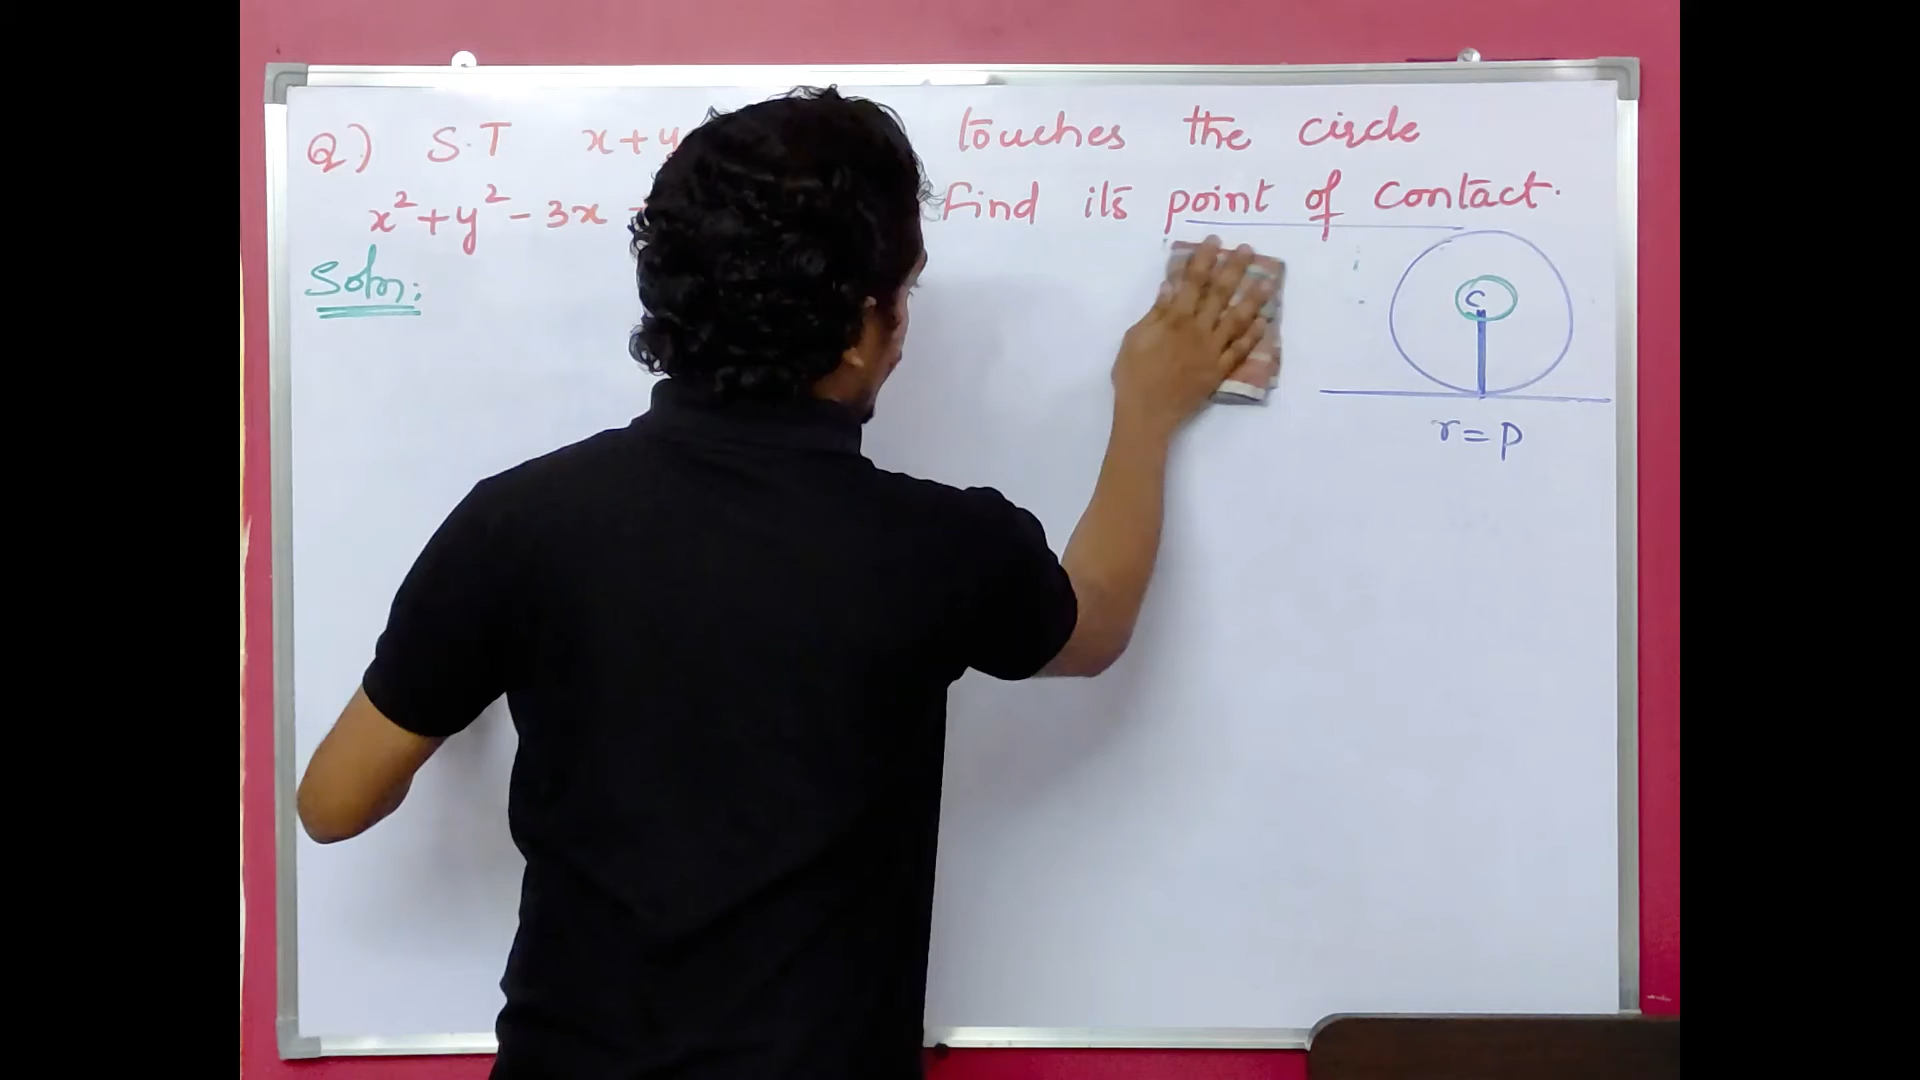 Q) S.T x+y touches the circle
x²+y²-3x find its point of contact.
Soln:
C
r=p